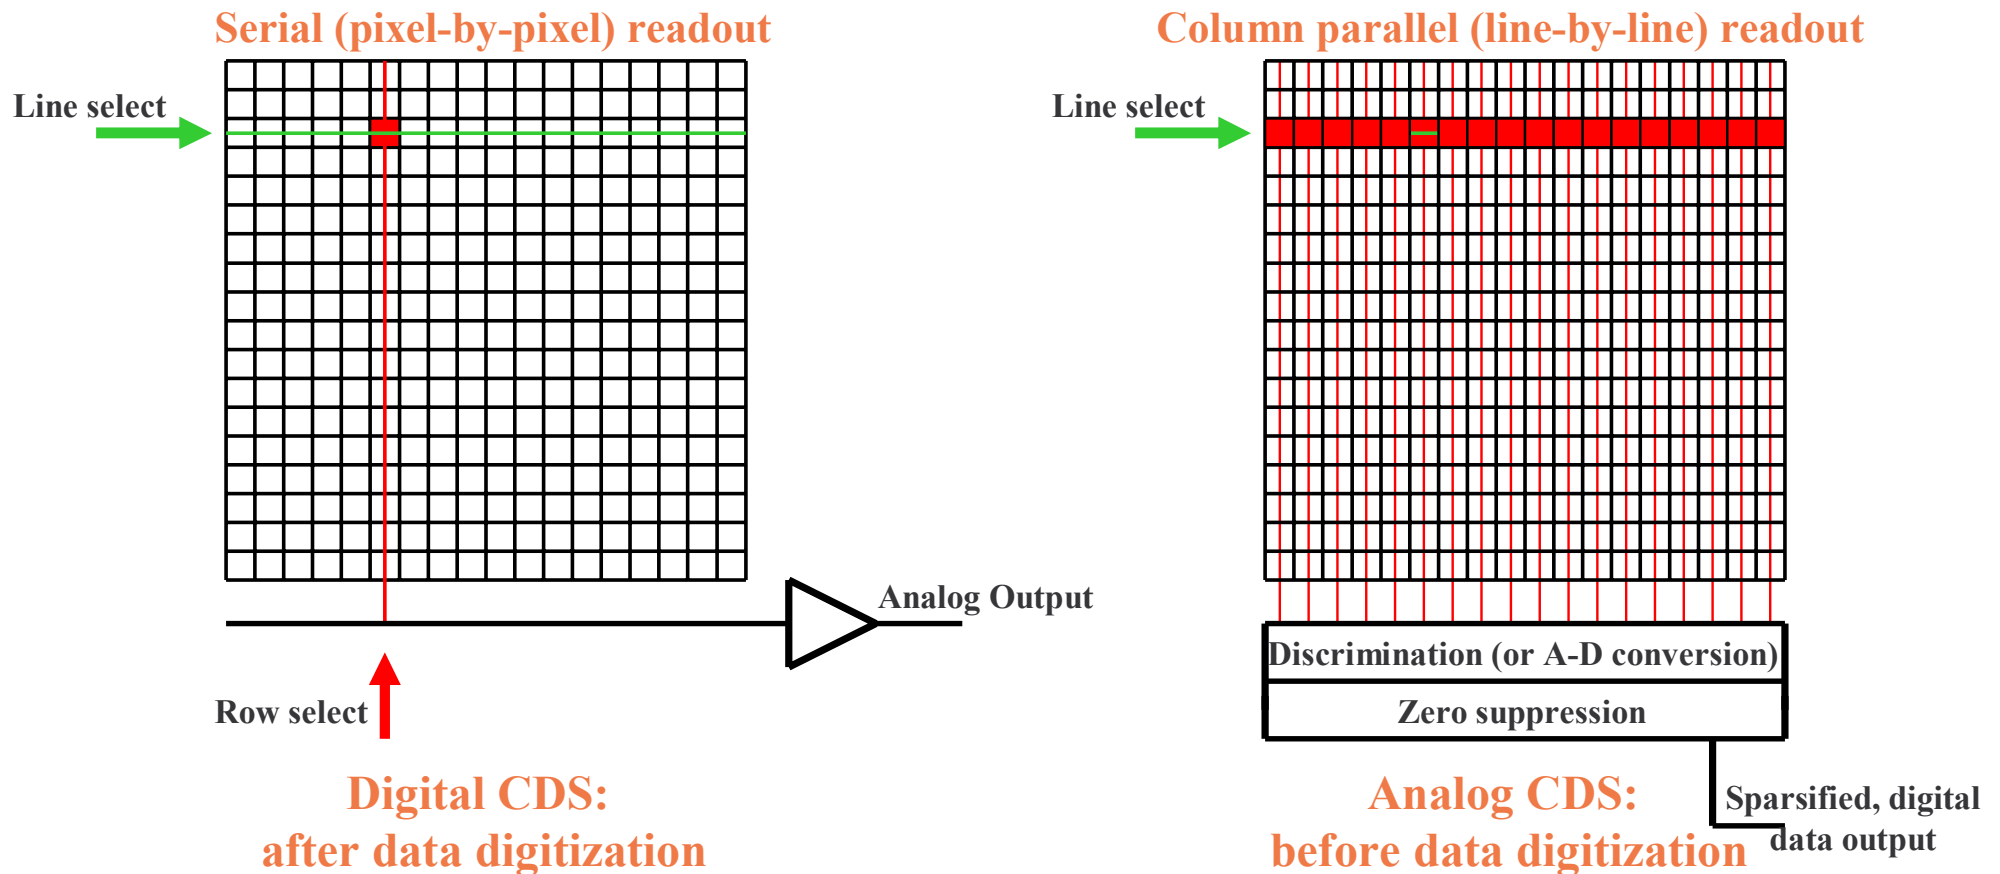 Serial (pixel-by-pixel) readout
Line select
Analog Output
Row select
Digital CDS:
after data digitization
Column parallel (line-by-line) readout
Line select
Discrimination (or A-D conversion)
Zero suppression
Analog CDS:
before data digitization
Sparsified, digital
data output